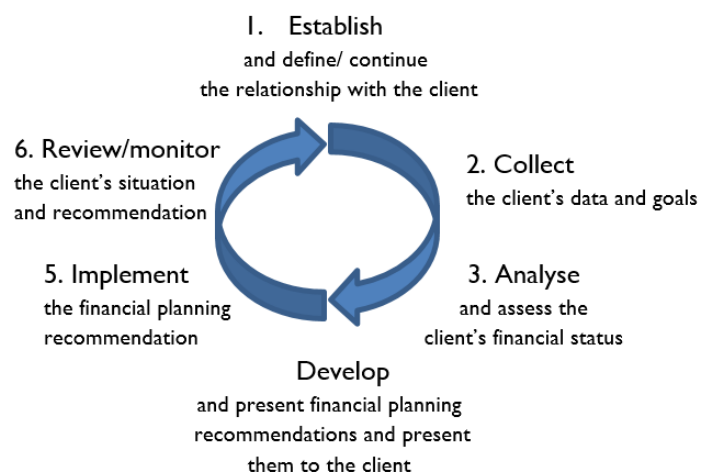 1. Establish
and define/ continue
the relationship with the client
2. Collect
the client's data and goals
3. Analyse
and assess the
client's financial status
Develop
and present financial planning
recommendations and present
them to the client
5. Implement
the financial planning
recommendation
6. Review/monitor
the client's situation
and recommendation